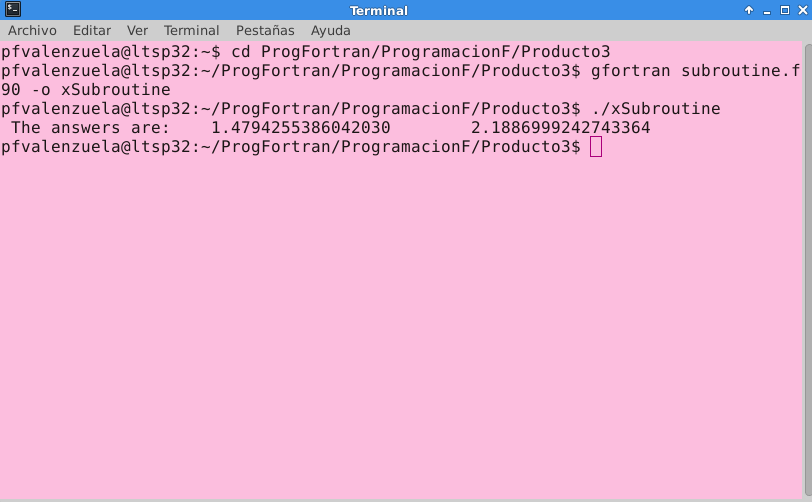 Terminal
Archivo Editar Ver Terminal Pestañas Ayuda
pfvalenzuela@ltsp32:~$ cd ProgFortran/ProgramacionF/Producto3
pfvalenzuela@ltsp32:~/ProgFortran/ProgramacionF/Producto3$ gfortran subroutine.f
90 -o xSubroutine
pfvalenzuela@ltsp32:~/ProgFortran/ProgramacionF/Producto3$ ./xSubroutine
The answers are: 1.4794255386042030 2.1886999242743364
pfvalenzuela@ltsp32:~/ProgFortran/ProgramacionF/Producto3$